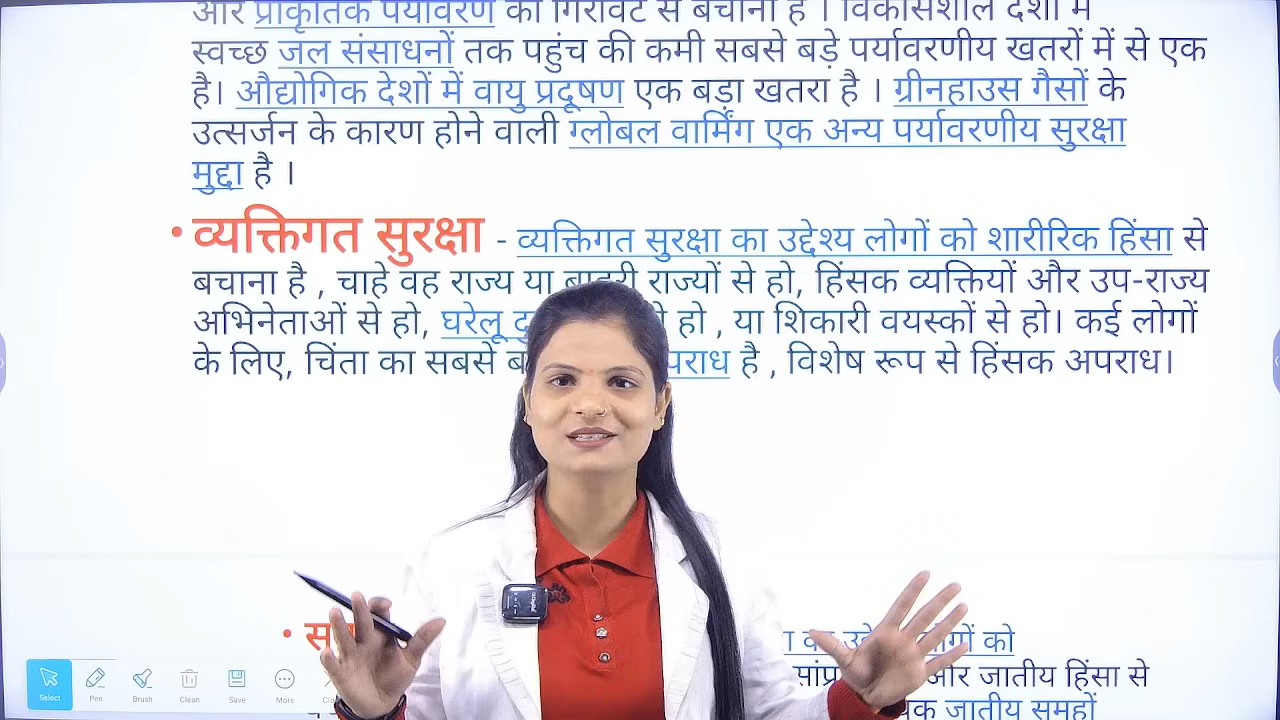 और प्राकृतिक पर्यावरण को गिरावट से बचाना है । विकासशील देशों में
स्वच्छ जल संसाधनों तक पहुंच की कमी सबसे बड़े पर्यावरणीय खतरों में से एक
है। औद्योगिक देशों में वायु प्रदूषण एक बड़ा खतरा है । ग्रीनहाउस गैसों के
उत्सर्जन के कारण होने वाली ग्लोबल वार्मिंग एक अन्य पर्यावरणीय सुरक्षा
मुद्दा है ।
• व्यक्तिगत सुरक्षा - व्यक्तिगत सुरक्षा का उद्देश्य लोगों को शारीरिक हिंसा से
बचाना है , चाहे वह राज्य या बाहरी राज्यों से हो, हिंसक व्यक्तियों और उप-राज्य
अभिनेताओं से हो, घरेलू हो , या शिकारी वयस्कों से हो। कई लोगों
के लिए, चिंता का सबसे है , विशेष रूप से हिंसक अपराध।
लोगों को
और जातीय हिंसा से
जातीय समूहों
Select
Pen
Brush
Clean
Save
More